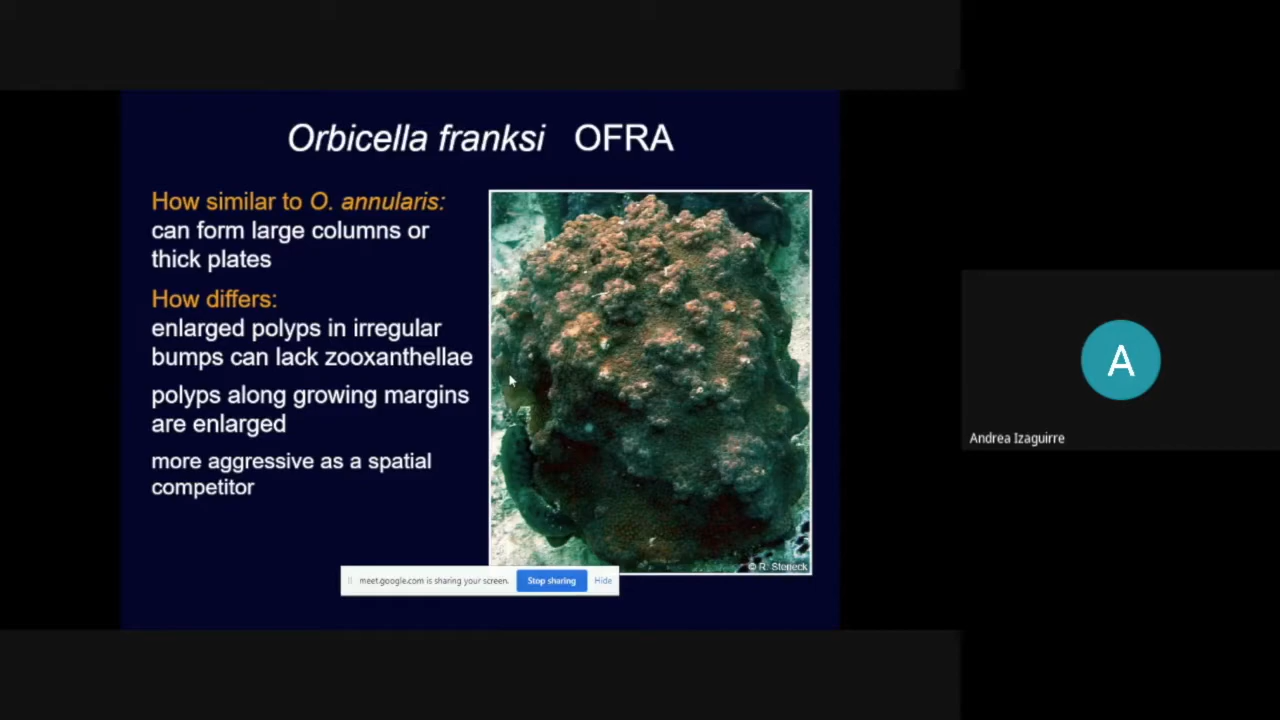 Orbicella franksi OFRA
How similar to O. annularis:
can form large columns or
thick plates
How differs:
enlarged polyps in irregular
bumps can lack zooxanthellae
polyps along growing margins
are enlarged
more aggressive as a spatial
competitor
© R. Steneck
meet.google.com is sharing your screen. Stop sharing Hide
A
Andrea Izaguirre